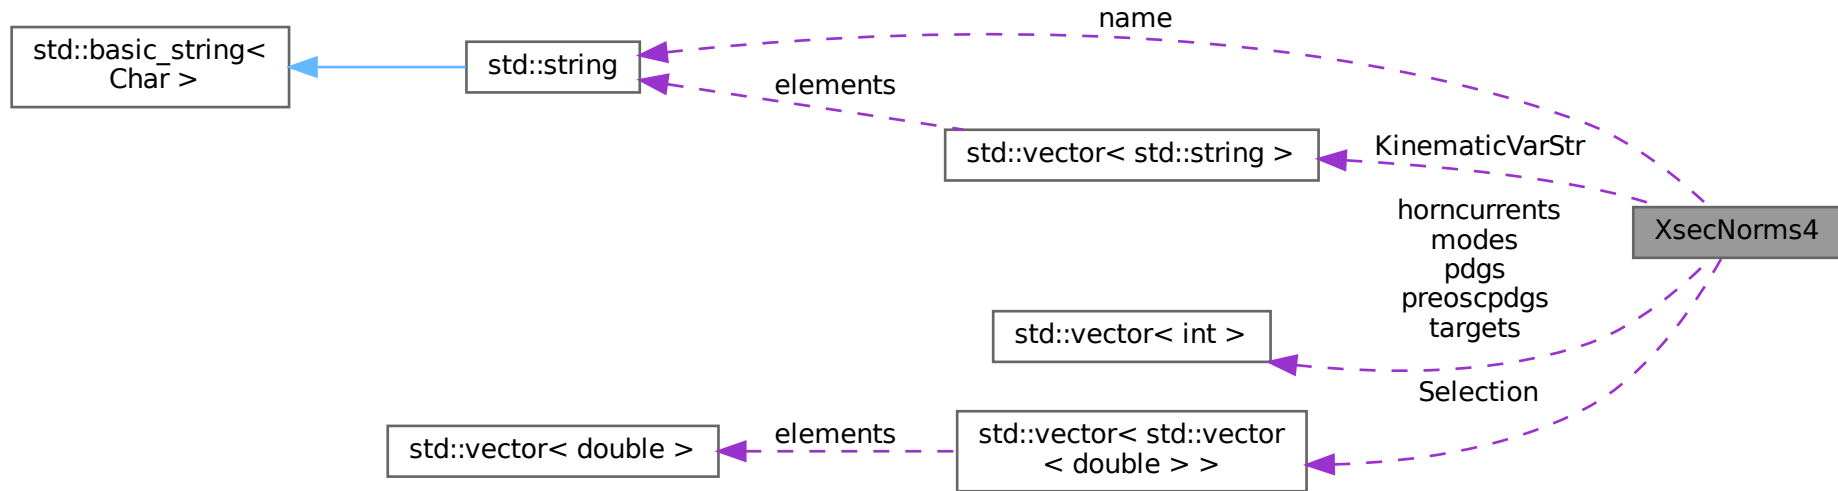 name
std::basic_string<
Char >
std::string
elements
std::vector< std::string >
KinematicVarStr
XsecNorms4
horncurrents
modes
pdgs
preoscpdgs
targets
std::vector< int >
Selection
std::vector< double >
elements
std::vector< std::vector
< double > >